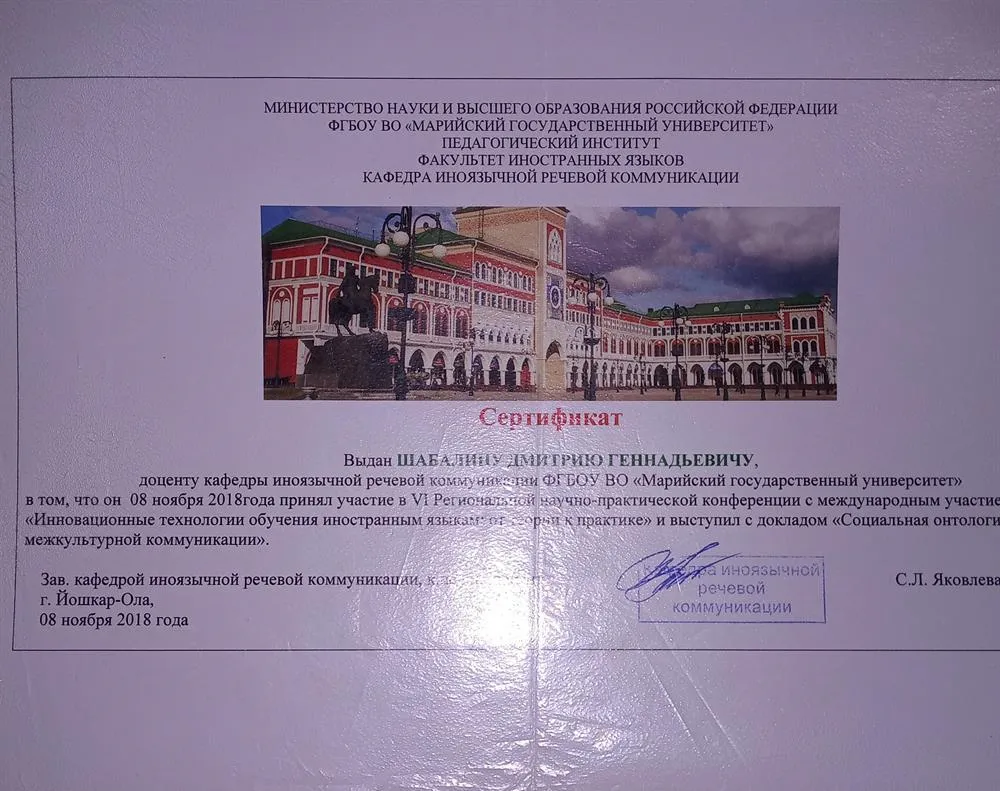 МИНИСТЕРСТВО НАУКИ И ВЫСШЕГО ОБРАЗОВАНИЯ РОССИЙСКОЙ ФЕДЕРАЦИИ
ФГБОУ ВО «МАРИЙСКИЙ ГОСУДАРСТВЕННЫЙ УНИВЕРСИТЕТ»
ПЕДАГОГИЧЕСКИЙ ИНСТИТУТ
ФАКУЛЬТЕТ ИНОСТРАННЫХ ЯЗЫКОВ
КАФЕДРА ИНОЯЗЫЧНОЙ РЕЧЕВОЙ КОММУНИКАЦИИ
Сертификат
Выдан ШАБАЛИНУ ДМИТРИЮ ГЕННАДЬЕВИЧУ,
доценту кафедры иноязычной речевой коммуникации ФГБОУ ВО «Марийский государственный университет»
в том, что он 08 ноября 2018года принял участие в VI Региональной научно-практической конференции с международным участие
«Инновационные технологии обучения иностранным языкам: от теории к практике» и выступил с докладом «Социальная онтологи
межкультурной коммуникации».
Зав. кафедрой иноязычной речевой коммуникации, С.Л. Яковлева
г. Йошкар-Ола,
08 ноября 2018 года
Кафедра иноязычной
речевой
коммуникации